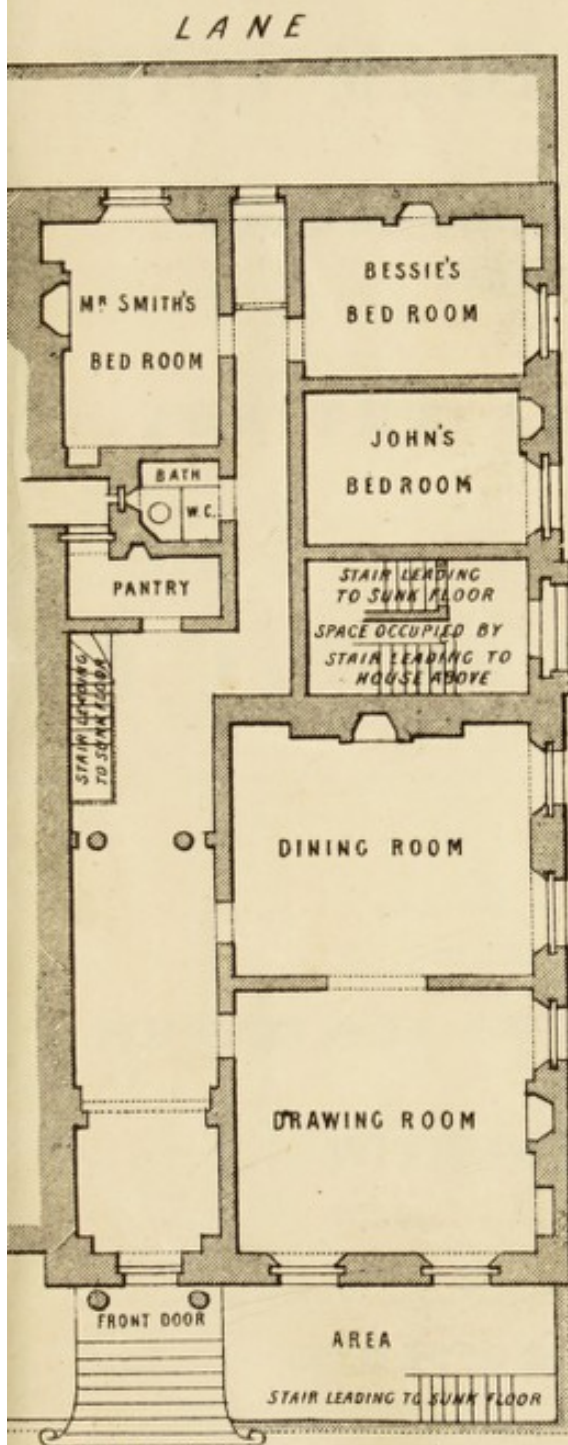 LANE
MR SMITH'S
BED ROOM
BESSIE'S
BED ROOM
JOHN'S
BED ROOM
BATH
W.C.
PANTRY
STAIR LEADING
TO SUNK FLOOR
SPACE OCCUPIED BY
STAIR LEADING TO
HOUSE ABOVE
STAIR LEADING
TO SUNK FLOOR
DINING ROOM
DRAWING ROOM
FRONT DOOR
AREA
STAIR LEADING TO SUNK FLOOR